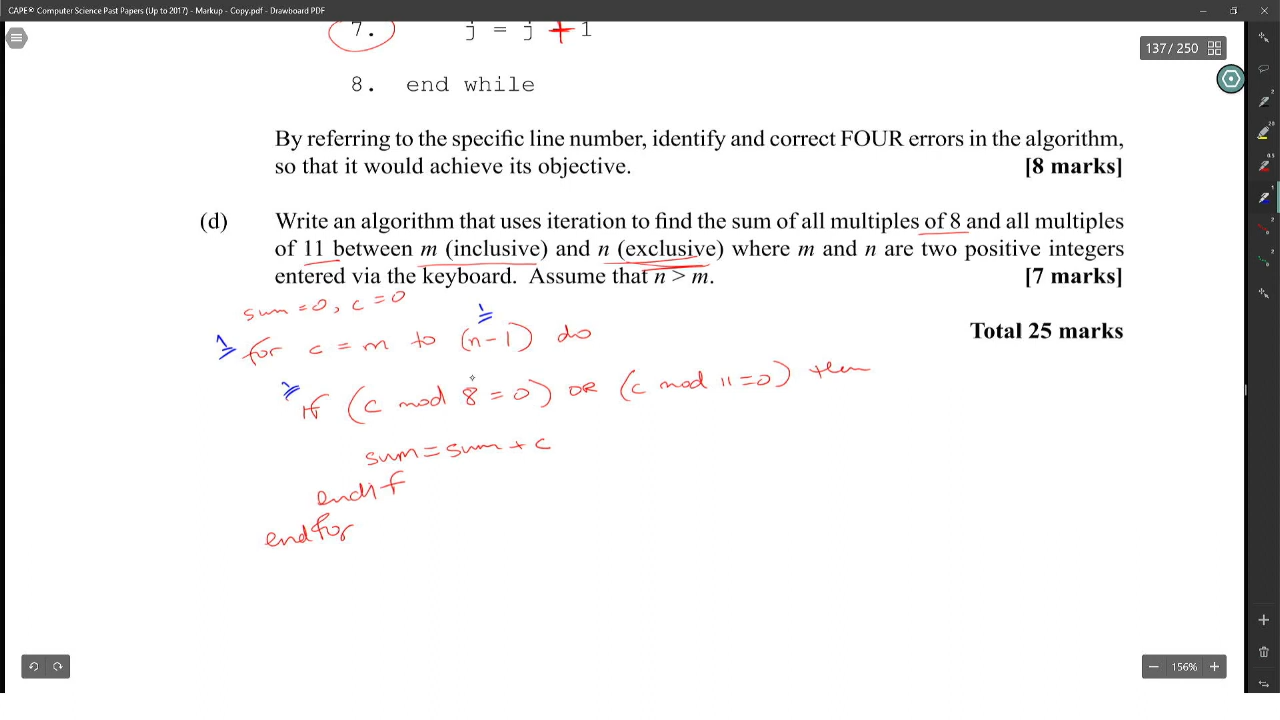 CAPE® Computer Science Past Papers (Up to 2017) - Markup - Copy.pdf - Drawboard PDF
137 / 250
7. j = j + 1
8. end while
By referring to the specific line number, identify and correct FOUR errors in the algorithm,
so that it would achieve its objective. [8 marks]
(d) Write an algorithm that uses iteration to find the sum of all multiples of 8 and all multiples
of 11 between m (inclusive) and n (exclusive) where m and n are two positive integers
entered via the keyboard. Assume that n > m. [7 marks]
sum = 0, c = 0
Total 25 marks
1 for c = m to (n-1) do 1
If (c mod 8 = 0) OR (c mod 11 = 0) then
sum = sum + c
endif
endfor
156%